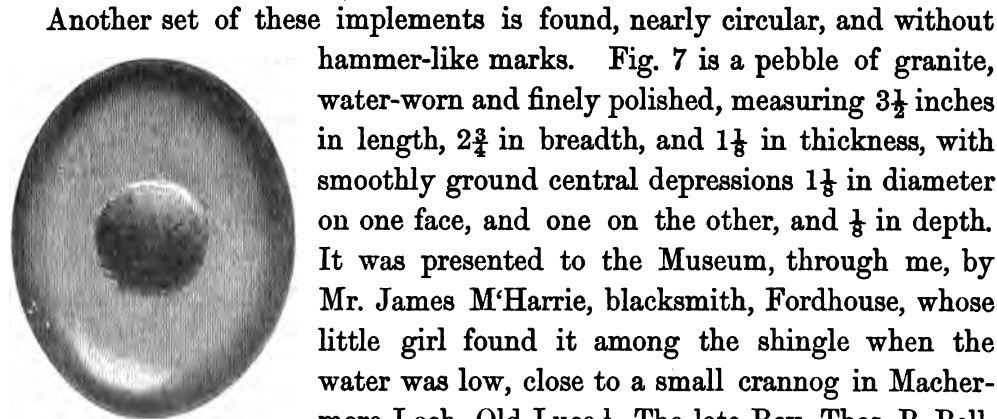 Another set of these implements is found, nearly circular, and without
hammer-like marks. Fig. 7 is a pebble of granite,
water-worn and finely polished, measuring 3½ inches
in length, 2¾ in breadth, and 1⅛ in thickness, with
smoothly ground central depressions 1⅛ in diameter
on one face, and one on the other, and ⅛ in depth.
It was presented to the Museum, through me, by
Mr. James M‘Harrie, blacksmith, Fordhouse, whose
little girl found it among the shingle when the
water was low, close to a small crannog in Macher-